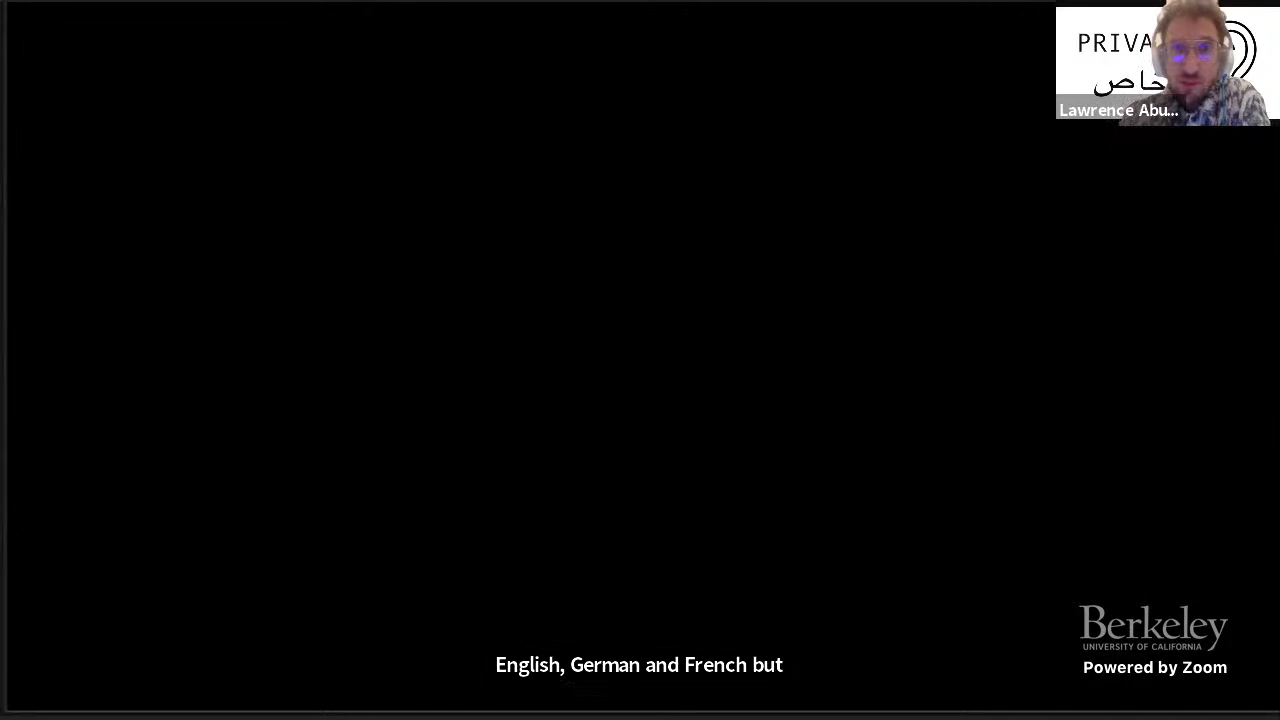 PRIVA
خاص
Lawrence Abu...
Berkeley
UNIVERSITY OF CALIFORNIA
Powered by Zoom
English, German and French but